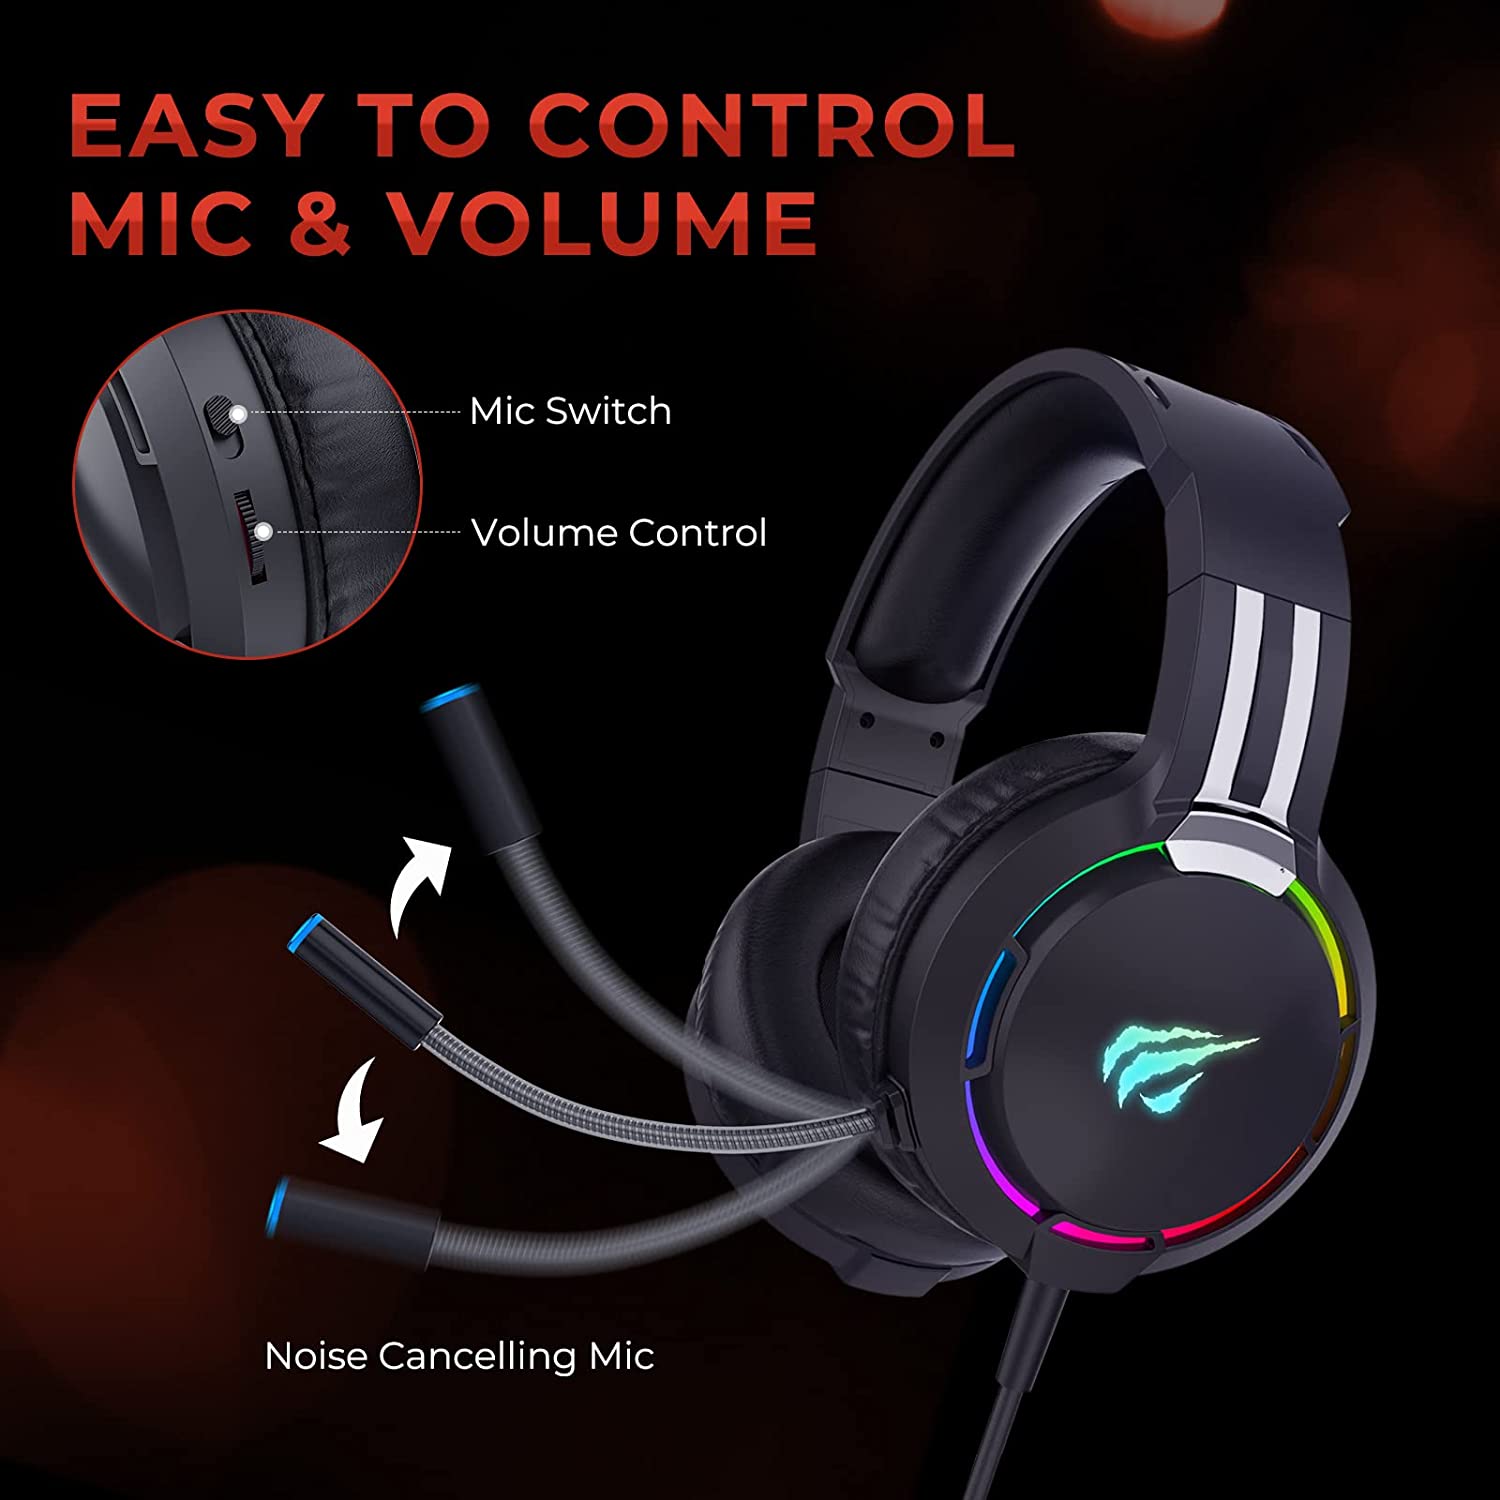 EASY TO CONTROL
MIC & VOLUME
Mic Switch
Volume Control
Noise Cancelling Mic